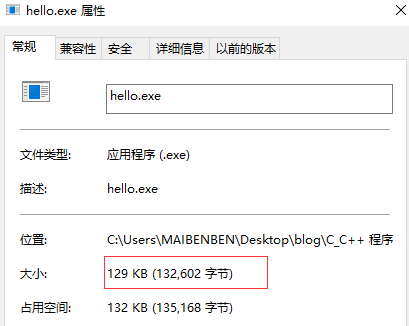 hello.exe 属性
常规 兼容性 安全 详细信息 以前的版本
hello.exe
文件类型: 应用程序 (.exe)
描述: hello.exe
位置: C:\Users\MAIBENBEN\Desktop\blog\C_C++ 程序
大小: 129 KB (132,602 字节)
占用空间: 132 KB (135,168 字节)